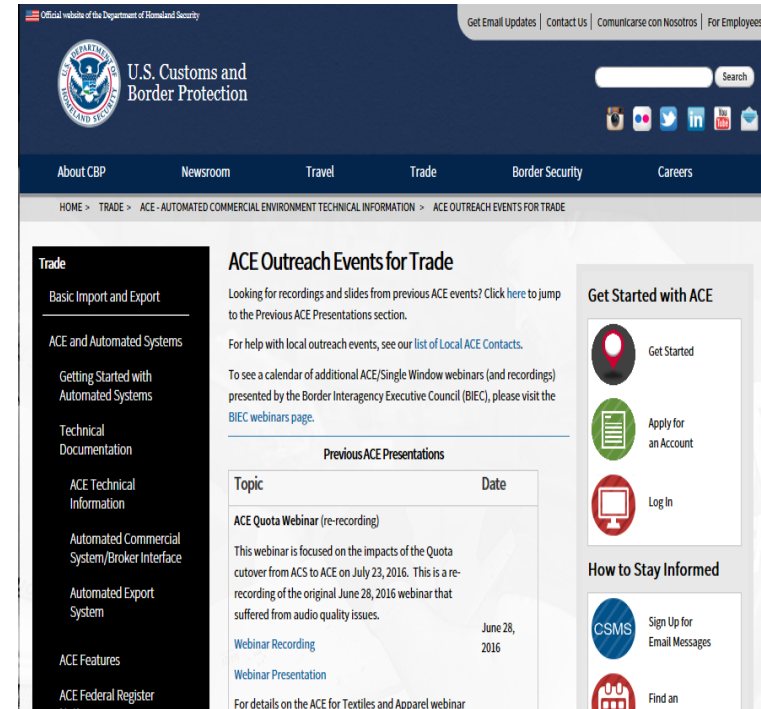 Official website of the Department of Homeland Security
Get Email Updates | Contact Us | Comunicarse con Nosotros | For Employees
U.S. Customs and
Border Protection
Search
About CBP
Newsroom
Travel
Trade
Border Security
Careers
HOME > TRADE > ACE - AUTOMATED COMMERCIAL ENVIRONMENT TECHNICAL INFORMATION > ACE OUTREACH EVENTS FOR TRADE
Trade
Basic Import and Export
ACE and Automated Systems
Getting Started with
Automated Systems
Technical
Documentation
ACE Technical
Information
Automated Commercial
System/Broker Interface
Automated Export
System
ACE Features
ACE Federal Register
ACE Outreach Events for Trade
Looking for recordings and slides from previous ACE events? Click here to jump
to the Previous ACE Presentations section.
For help with local outreach events, see our list of Local ACE Contacts.
To see a calendar of additional ACE/Single Window webinars (and recordings)
presented by the Border Interagency Executive Council (BIEC), please visit the
BIEC webinars page.
Previous ACE Presentations
Topic
Date
ACE Quota Webinar (re-recording)
This webinar is focused on the impacts of the Quota
cutover from ACS to ACE on July 23, 2016. This is a re-
recording of the original June 28, 2016 webinar that
suffered from audio quality issues.
Webinar Recording
Webinar Presentation
For details on the ACE for Textiles and Apparel webinar
June 28,
2016
Get Started with ACE
Get Started
Apply for
an Account
Log In
How to Stay Informed
CSMS
Sign Up for
Email Messages
Find an